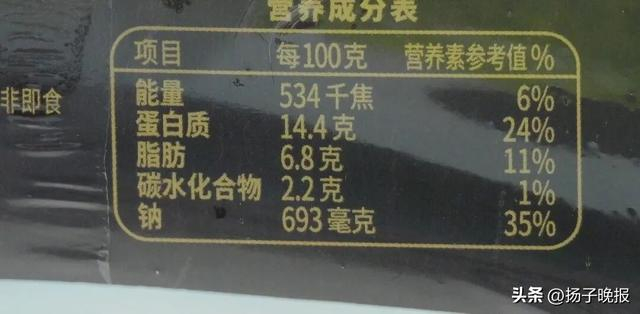 营养成分表
项目 每100克 营养素参考值%
非即食
能量 534千焦 6%
蛋白质 14.4克 24%
脂肪 6.8克 11%
碳水化合物 2.2克 1%
钠 693毫克 35%
头条@扬子晚报